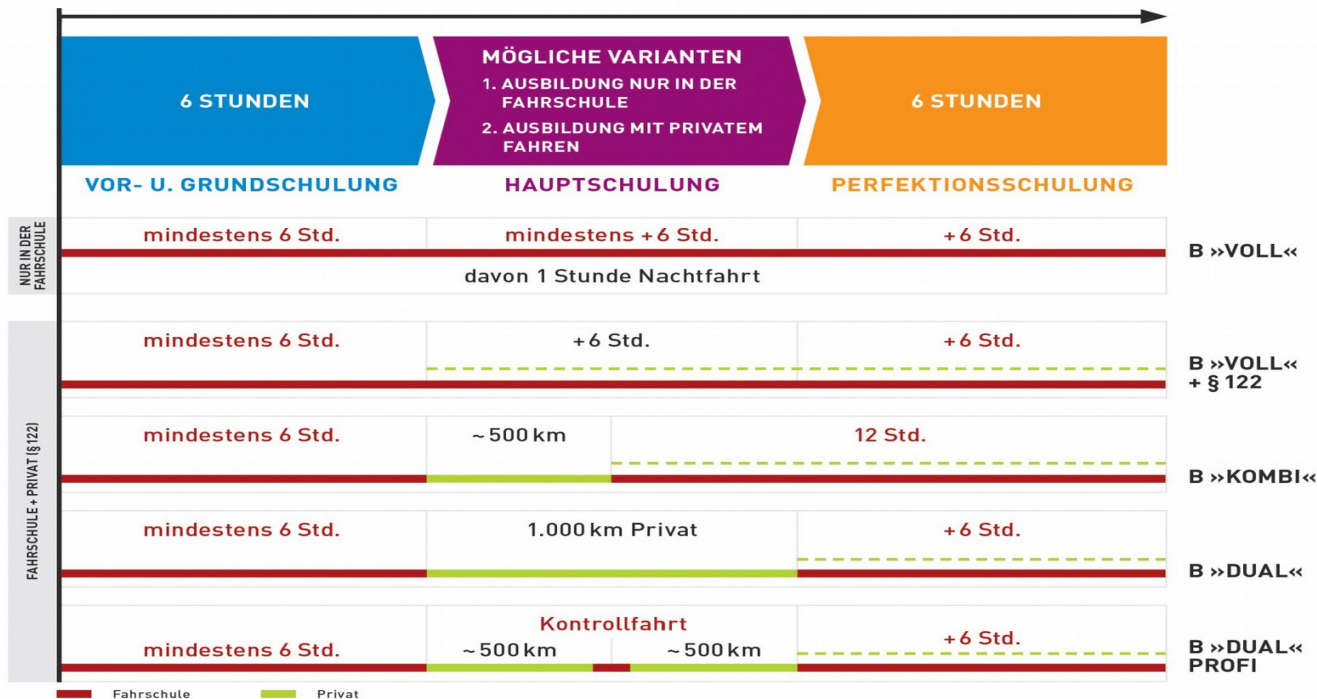 6 STUNDEN
MÖGLICHE VARIANTEN
1. AUSBILDUNG NUR IN DER
FAHRSCHULE
2. AUSBILDUNG MIT PRIVATEM
FAHREN
6 STUNDEN
VOR- U. GRUNDSCHULUNG
HAUPTSCHULUNG
PERFEKTIONSSCHULUNG
NUR IN DER
FAHRSCHULE
mindestens 6 Std.
mindestens +6 Std.
+6 Std.
B »VOLL«
davon 1 Stunde Nachtfahrt
FAHRSCHULE + PRIVAT (§ 122)
mindestens 6 Std.
+6 Std.
+6 Std.
B »VOLL«
+ § 122
mindestens 6 Std.
~500 km
12 Std.
B »KOMBI«
mindestens 6 Std.
1.000 km Privat
+6 Std.
B »DUAL«
mindestens 6 Std.
Kontrollfahrt
~500 km
~500 km
+6 Std.
B »DUAL«
PROFI
Fahrschule
Privat